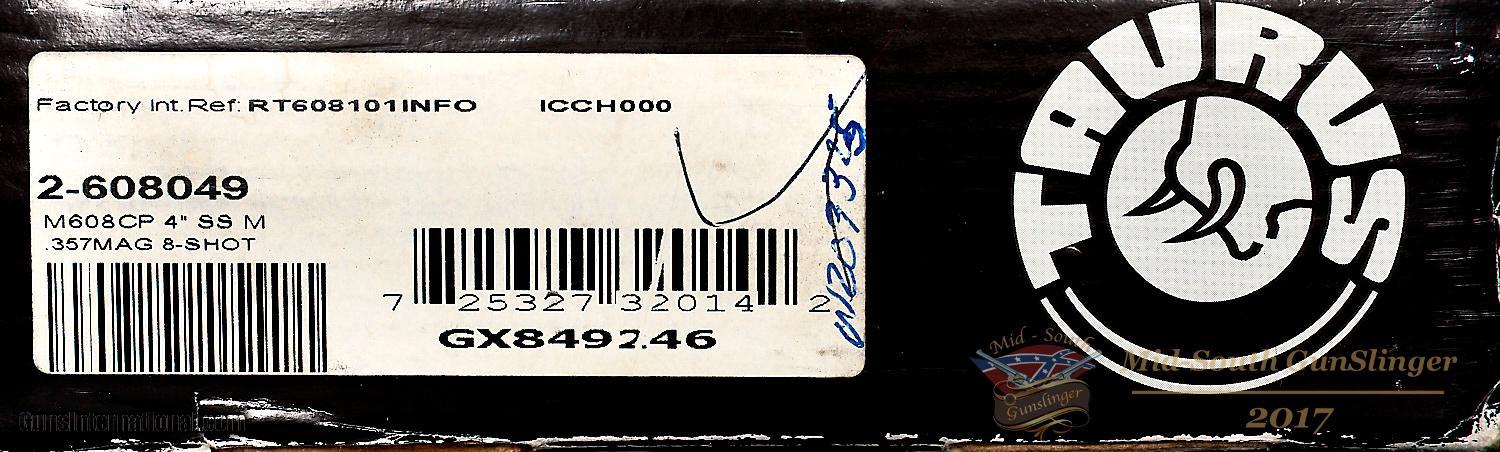 Factory Int. Ref: RT608101INFO ICCH000
2-608049
M608CP 4" SS M
.357MAG 8-SHOT
7 25327 32014 2
GX849246
TAURUS
Mid - South
Gunslinger
Mid-South GunSlinger
2017
GunsInternational.com